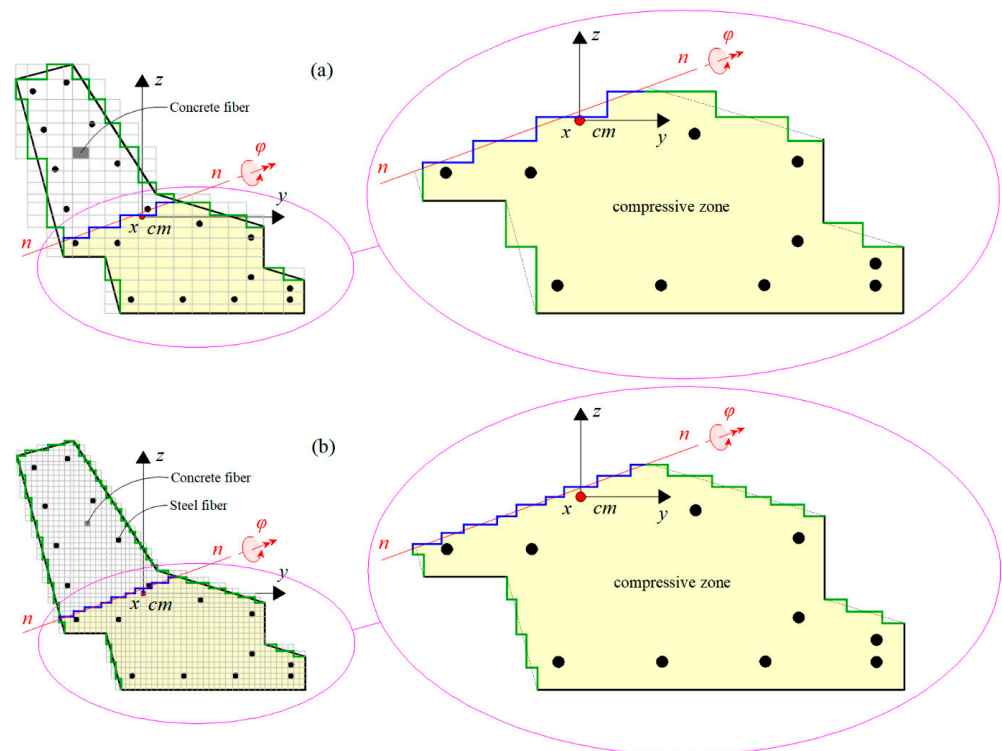 (a)
z
Concrete fiber
φ
n
y
x cm
n
z
φ
n
x cm
y
n
compressive zone
(b)
z
Concrete fiber
Steel fiber
φ
n
y
x cm
n
z
φ
n
x cm
y
n
compressive zone